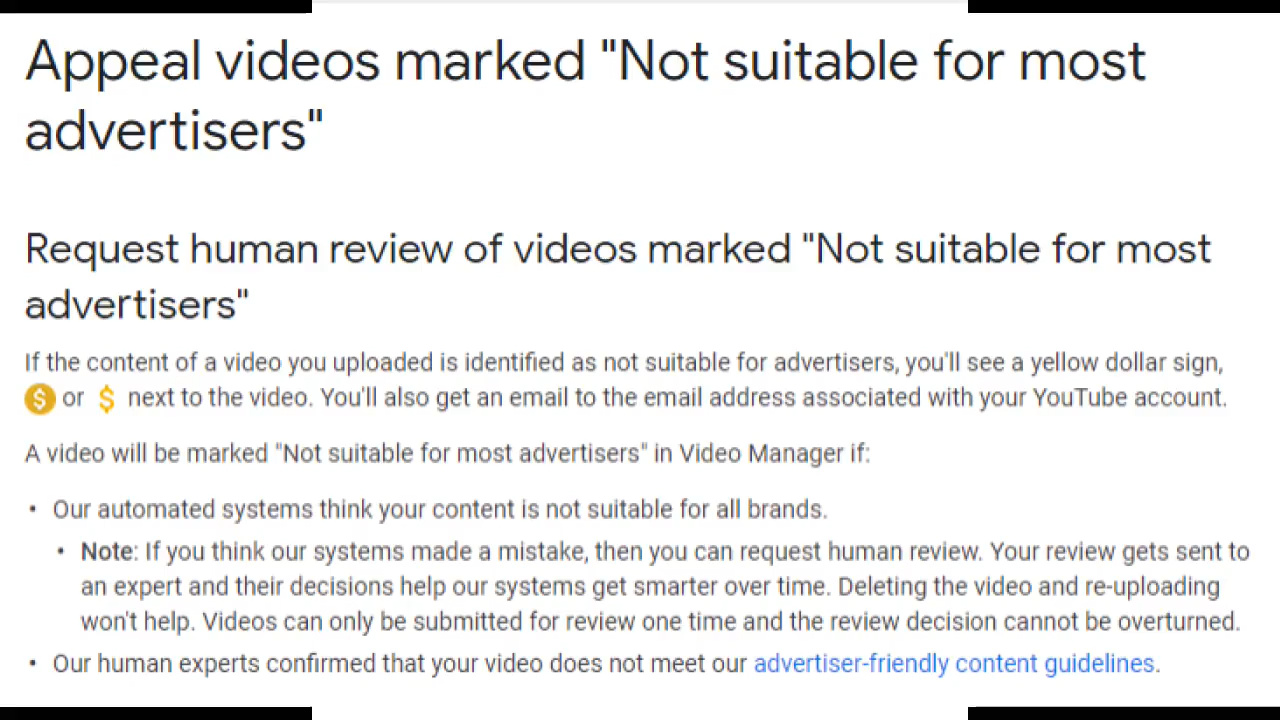 Appeal videos marked "Not suitable for most
advertisers"
Request human review of videos marked "Not suitable for most
advertisers"
If the content of a video you uploaded is identified as not suitable for advertisers, you'll see a yellow dollar sign,
$ or $ next to the video. You'll also get an email to the email address associated with your YouTube account.
A video will be marked "Not suitable for most advertisers" in Video Manager if:
• Our automated systems think your content is not suitable for all brands.
• Note: If you think our systems made a mistake, then you can request human review. Your review gets sent to
an expert and their decisions help our systems get smarter over time. Deleting the video and re-uploading
won't help. Videos can only be submitted for review one time and the review decision cannot be overturned.
• Our human experts confirmed that your video does not meet our advertiser-friendly content guidelines.